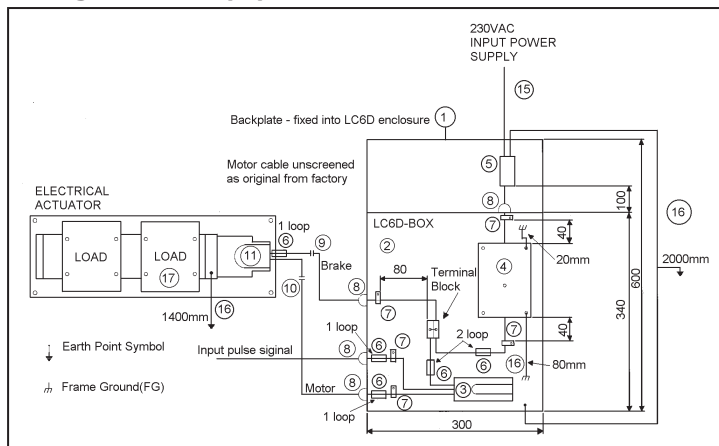 230VAC
INPUT POWER
SUPPLY
15
Backplate - fixed into LC6D enclosure
1
Motor cable unscreened
as original from factory
5
8
7
100
16
ELECTRICAL
ACTUATOR
1 loop
6
9
LC6D-BOX
2
40
20mm
LOAD
LOAD
17
11
Brake
80
Terminal
Block
4
340
600
2000mm
10
8
7
16
1400mm
Earth Point Symbol
Frame Ground(FG)
Input pulse siginal
1 loop
8
6
7
2 loop
6
6
7
40
16
80mm
Motor
8
6
7
3
1 loop
300